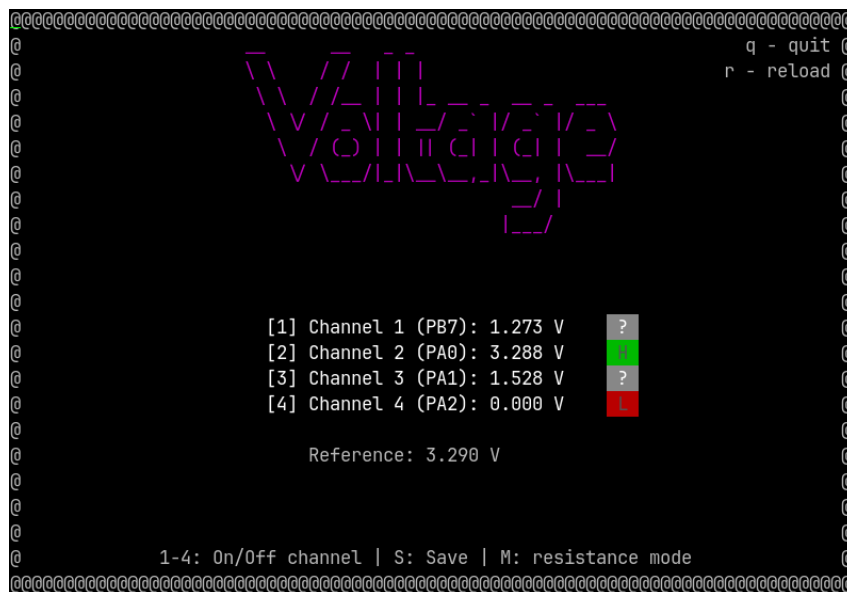 q - quit
r - reload
Voltage
[1] Channel 1 (PB7): 1.273 V ?
[2] Channel 2 (PA0): 3.288 V H
[3] Channel 3 (PA1): 1.528 V ?
[4] Channel 4 (PA2): 0.000 V L
Reference: 3.290 V
1-4: On/Off channel | S: Save | M: resistance mode